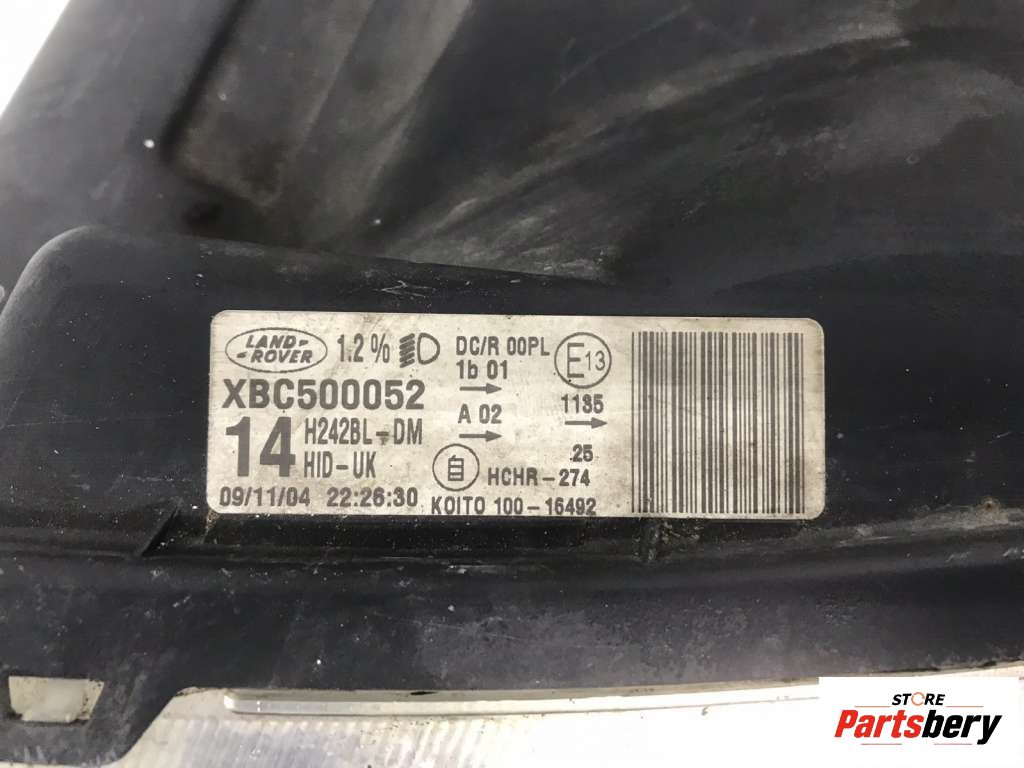 LAND-
ROVER
1.2%
DC/R 00PL
1b 01
E13
XBC500052
A 02
1135
14 H242BL-DM
HID-UK
.25
HCHR-274
09/11/04 22:26:30
KOITO 100-16492
STORE
Partsbery